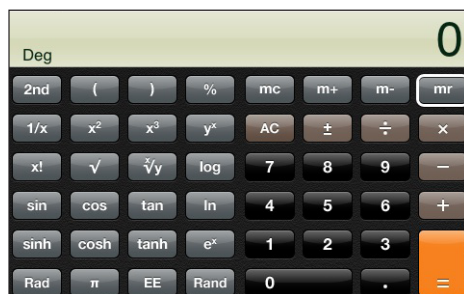 0
Deg
2nd ( ) % mc m+ m- mr
1/x x² x³ yˣ AC ± ÷ ×
x! √ ˣ√y log 7 8 9 −
sin cos tan ln 4 5 6 +
sinh cosh tanh eˣ 1 2 3
Rad π EE Rand 0 . =